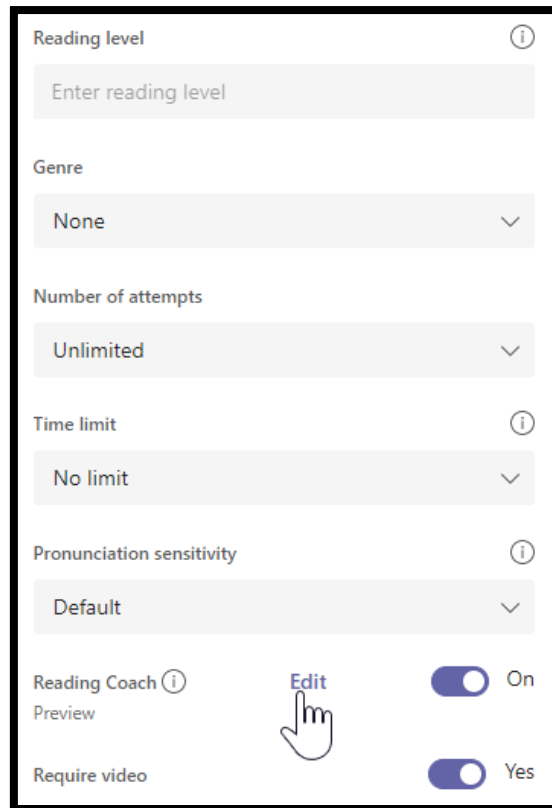 Reading level
Enter reading level
Genre
None
Number of attempts
Unlimited
Time limit
No limit
Pronunciation sensitivity
Default
Reading Coach Edit On
Preview
Require video Yes